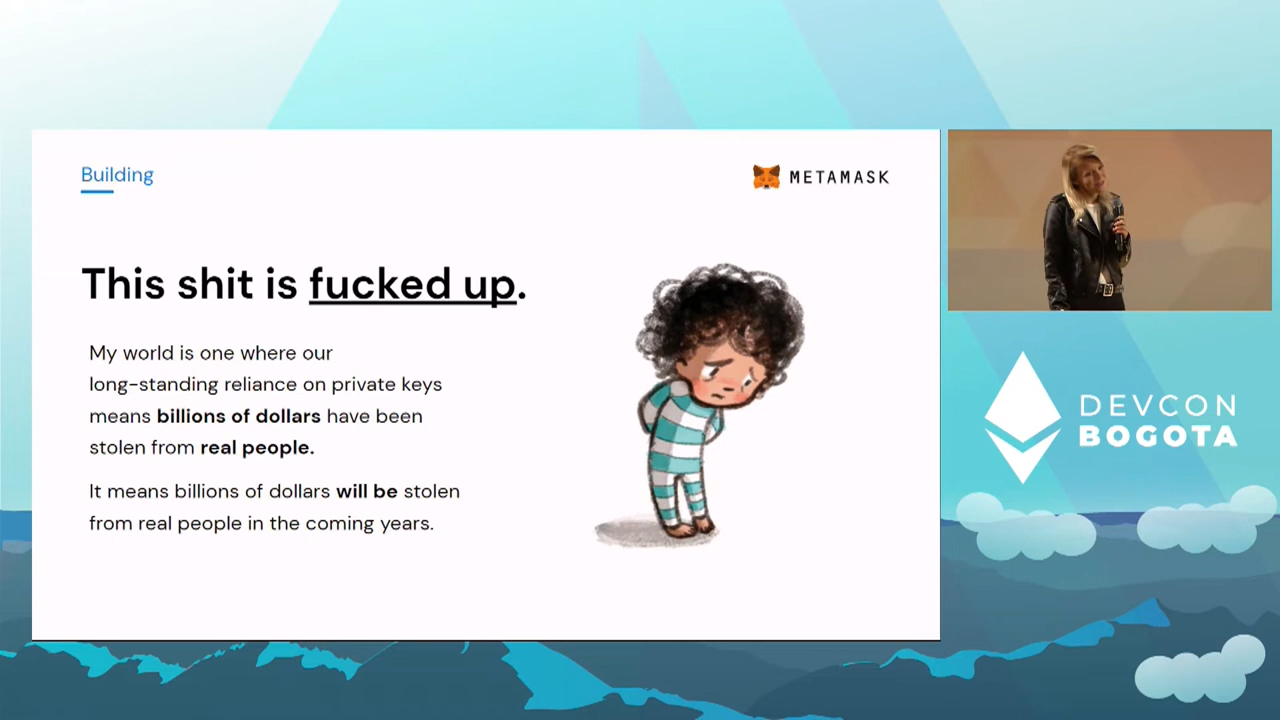 Building
METAMASK
This shit is fucked up.
My world is one where our
long-standing reliance on private keys
means billions of dollars have been
stolen from real people.
It means billions of dollars will be stolen
from real people in the coming years.
DEVCON
BOGOTA